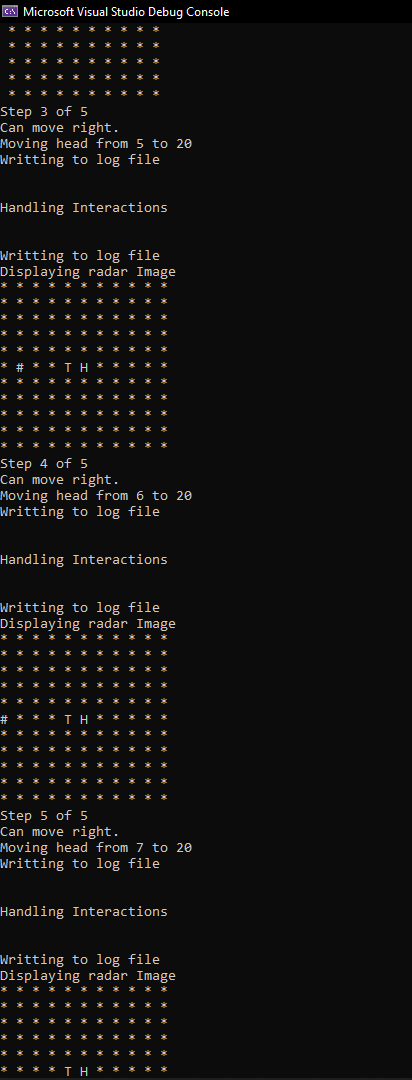 Microsoft Visual Studio Debug Console
* * * * * * * * * *
* * * * * * * * * *
* * * * * * * * * *
* * * * * * * * * *
* * * * * * * * * *
Step 3 of 5
Can move right.
Moving head from 5 to 20
Writting to log file
Handling Interactions
Writting to log file
Displaying radar Image
* * * * * * * * * * *
* * * * * * * * * * *
* * * * * * * * * * *
* * * * * * * * * * *
* * * * * * * * * * *
* # * * T H * * * * *
* * * * * * * * * * *
* * * * * * * * * * *
* * * * * * * * * * *
* * * * * * * * * * *
* * * * * * * * * * *
Step 4 of 5
Can move right.
Moving head from 6 to 20
Writting to log file
Handling Interactions
Writting to log file
Displaying radar Image
* * * * * * * * * * *
* * * * * * * * * * *
* * * * * * * * * * *
* * * * * * * * * * *
* * * * * * * * * * *
# * * * T H * * * * *
* * * * * * * * * * *
* * * * * * * * * * *
* * * * * * * * * * *
* * * * * * * * * * *
* * * * * * * * * * *
Step 5 of 5
Can move right.
Moving head from 7 to 20
Writting to log file
Handling Interactions
Writting to log file
Displaying radar Image
* * * * * * * * * * *
* * * * * * * * * * *
* * * * * * * * * * *
* * * * * * * * * * *
* * * * * * * * * * *
* * * * T H * * * * *